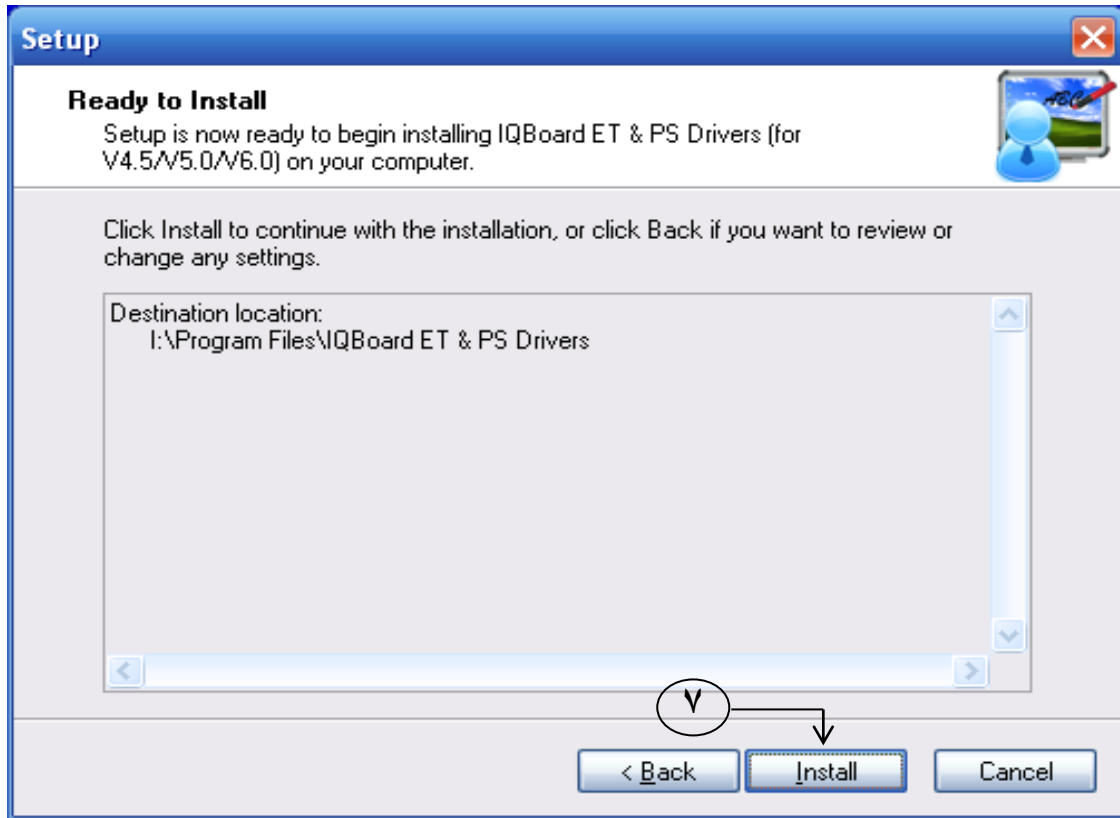 Setup
Ready to Install
Setup is now ready to begin installing IQBoard ET & PS Drivers (for
V4.5/V5.0/V6.0) on your computer.
ABC
Click Install to continue with the installation, or click Back if you want to review or
change any settings.
Destination location:
I:\Program Files\IQBoard ET & PS Drivers
۷
< Back
Install
Cancel